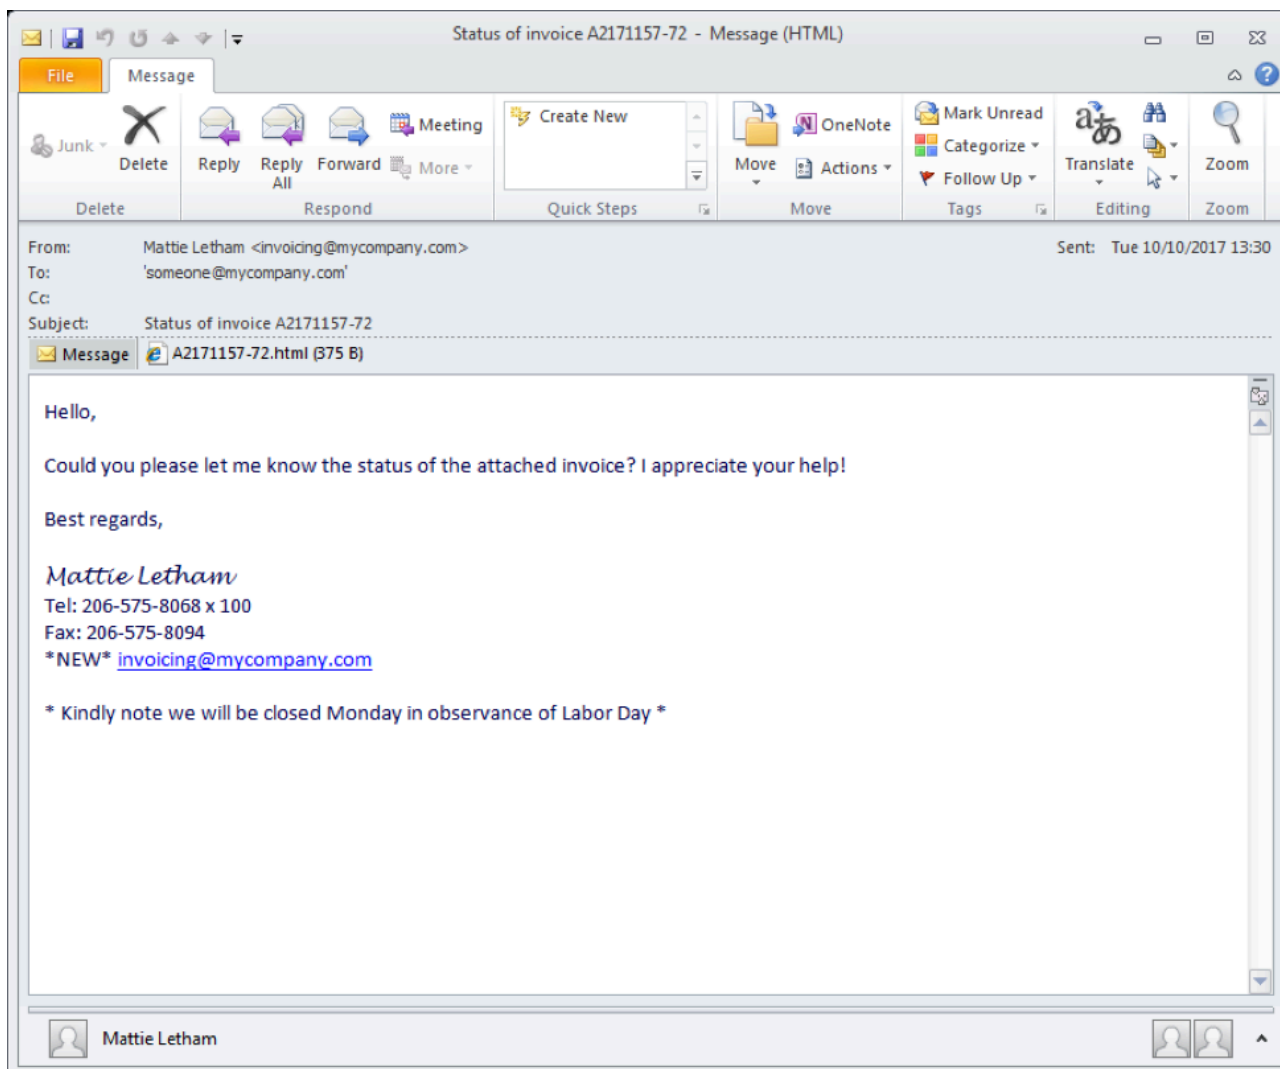 Status of invoice A2171157-72 - Message (HTML)
File Message
Junk Delete Reply Reply All Forward Meeting More Create New Move OneNote Actions Mark Unread Categorize Follow Up Translate Zoom
Delete Respond Quick Steps Move Tags Editing Zoom
From: Mattie Letham <invoicing@mycompany.com> Sent: Tue 10/10/2017 13:30
To: 'someone@mycompany.com'
Cc:
Subject: Status of invoice A2171157-72
Message A2171157-72.html (375 B)
Hello,
Could you please let me know the status of the attached invoice? I appreciate your help!
Best regards,
Mattie Letham
Tel: 206-575-8068 x 100
Fax: 206-575-8094
*NEW* invoicing@mycompany.com
* Kindly note we will be closed Monday in observance of Labor Day *
Mattie Letham